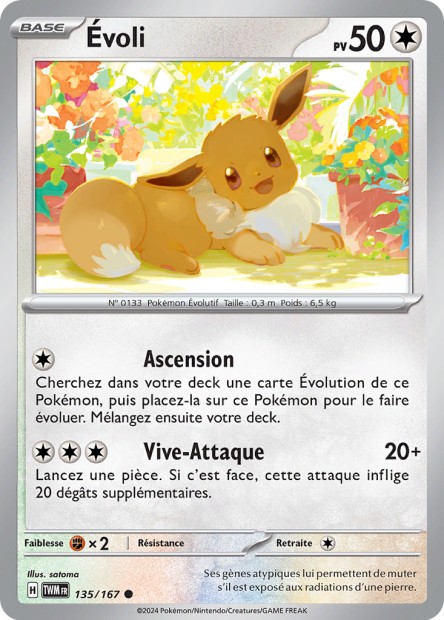 BASE
Évoli
PV 50
N° 0133 Pokémon Évolutif Taille : 0,3 m Poids : 6,5 kg
Ascension
Cherchez dans votre deck une carte Évolution de ce
Pokémon, puis placez-la sur ce Pokémon pour le faire
évoluer. Mélangez ensuite votre deck.
Vive-Attaque 20+
Lancez une pièce. Si c'est face, cette attaque inflige
20 dégâts supplémentaires.
Faiblesse ×2 Résistance Retraite
Illus. satoma
H TWM FR 135/167
Ses gènes atypiques lui permettent de muter
s'il est exposé aux radiations d'une pierre.
©2024 Pokémon/Nintendo/Creatures/GAME FREAK